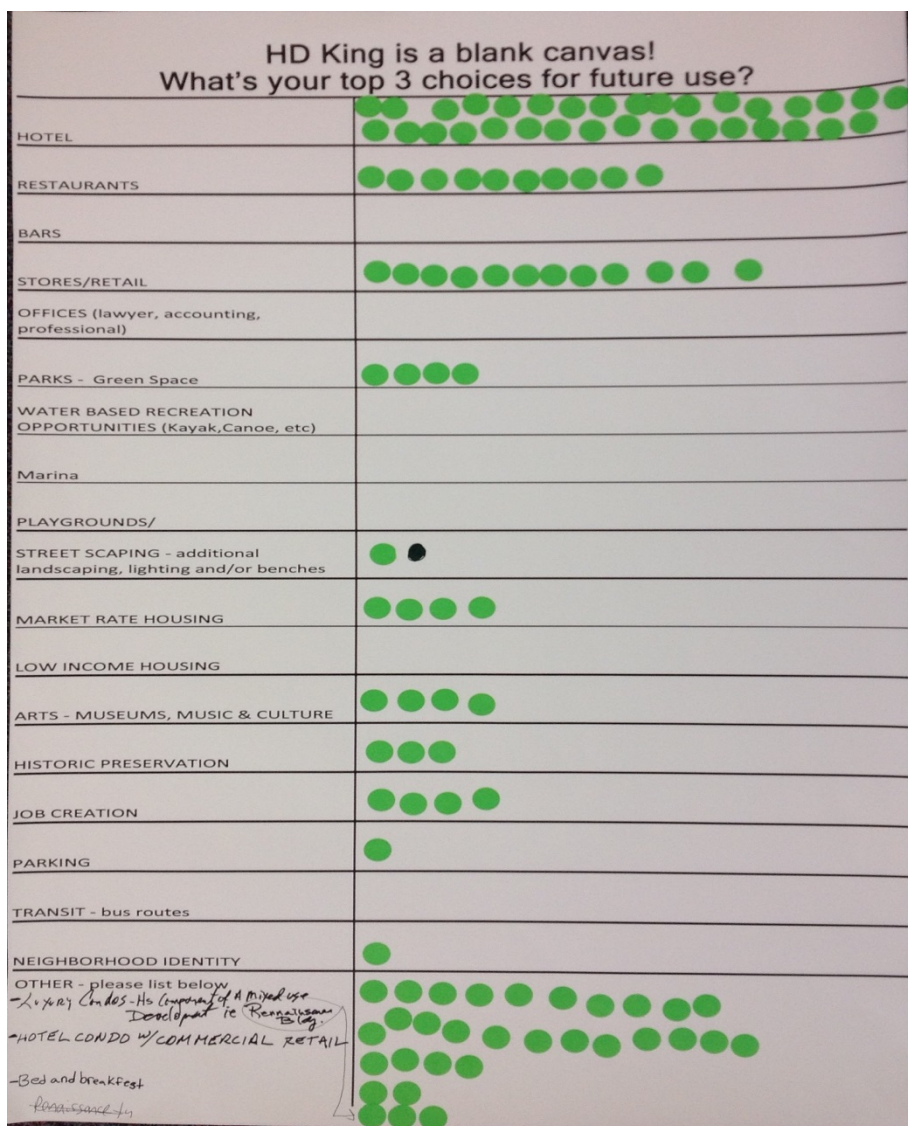 HD King is a blank canvas!
What's your top 3 choices for future use?
HOTEL
RESTAURANTS
BARS
STORES/RETAIL
OFFICES (lawyer, accounting,
professional)
PARKS - Green Space
WATER BASED RECREATION
OPPORTUNITIES (Kayak,Canoe, etc)
Marina
PLAYGROUNDS/
STREET SCAPING - additional
landscaping, lighting and/or benches
MARKET RATE HOUSING
LOW INCOME HOUSING
ARTS - MUSEUMS, MUSIC & CULTURE
HISTORIC PRESERVATION
JOB CREATION
PARKING
TRANSIT - bus routes
NEIGHBORHOOD IDENTITY
OTHER - please list below
- Luxury Condos - As Component of A Mixed use
Development ie Bldg.
- HOTEL CONDO W/COMMERCIAL RETAIL
- Bed and breakfest